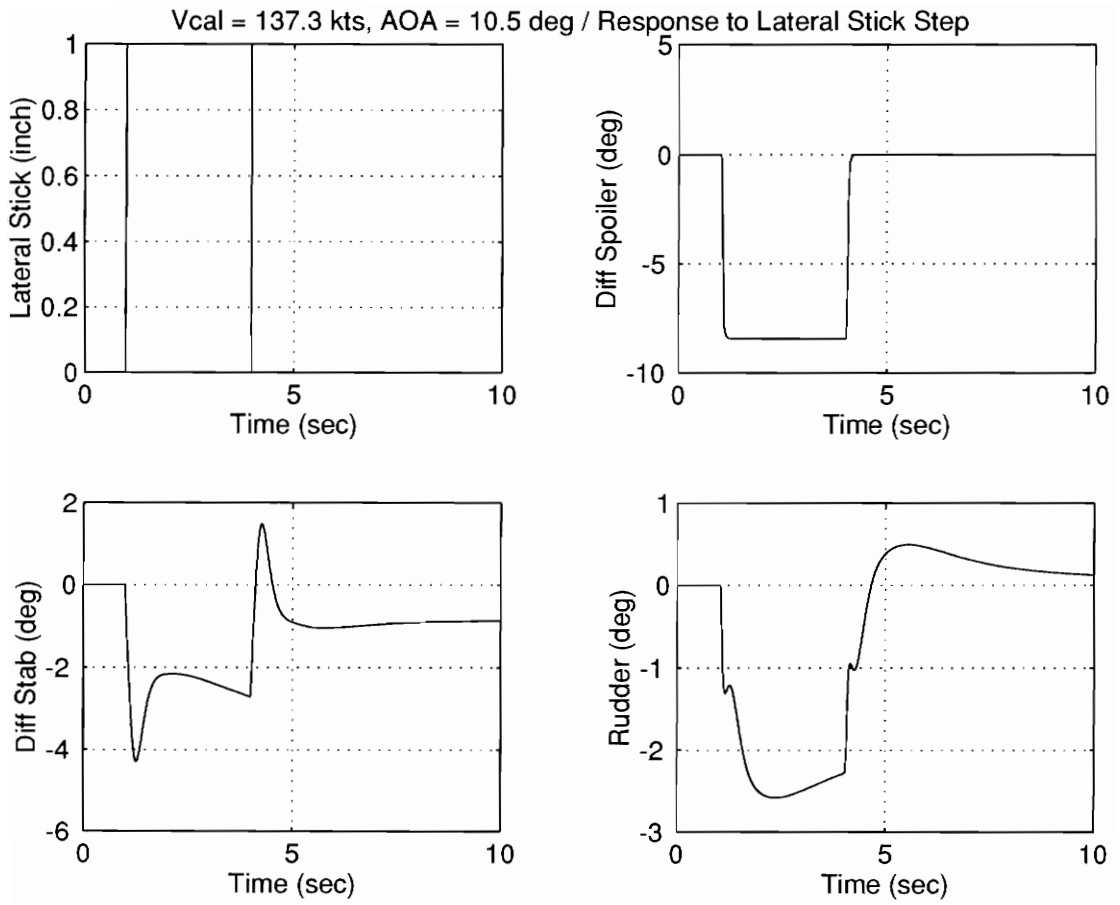 Vcal = 137.3 kts, AOA = 10.5 deg / Response to Lateral Stick Step
Lateral Stick (inch)
1
0.8
0.6
0.4
0.2
0
0 5 10
Time (sec)
Diff Spoiler (deg)
5
0
-5
-10
0 5 10
Time (sec)
Diff Stab (deg)
2
0
-2
-4
-6
0 5 10
Time (sec)
Rudder (deg)
1
0
-1
-2
-3
0 5 10
Time (sec)